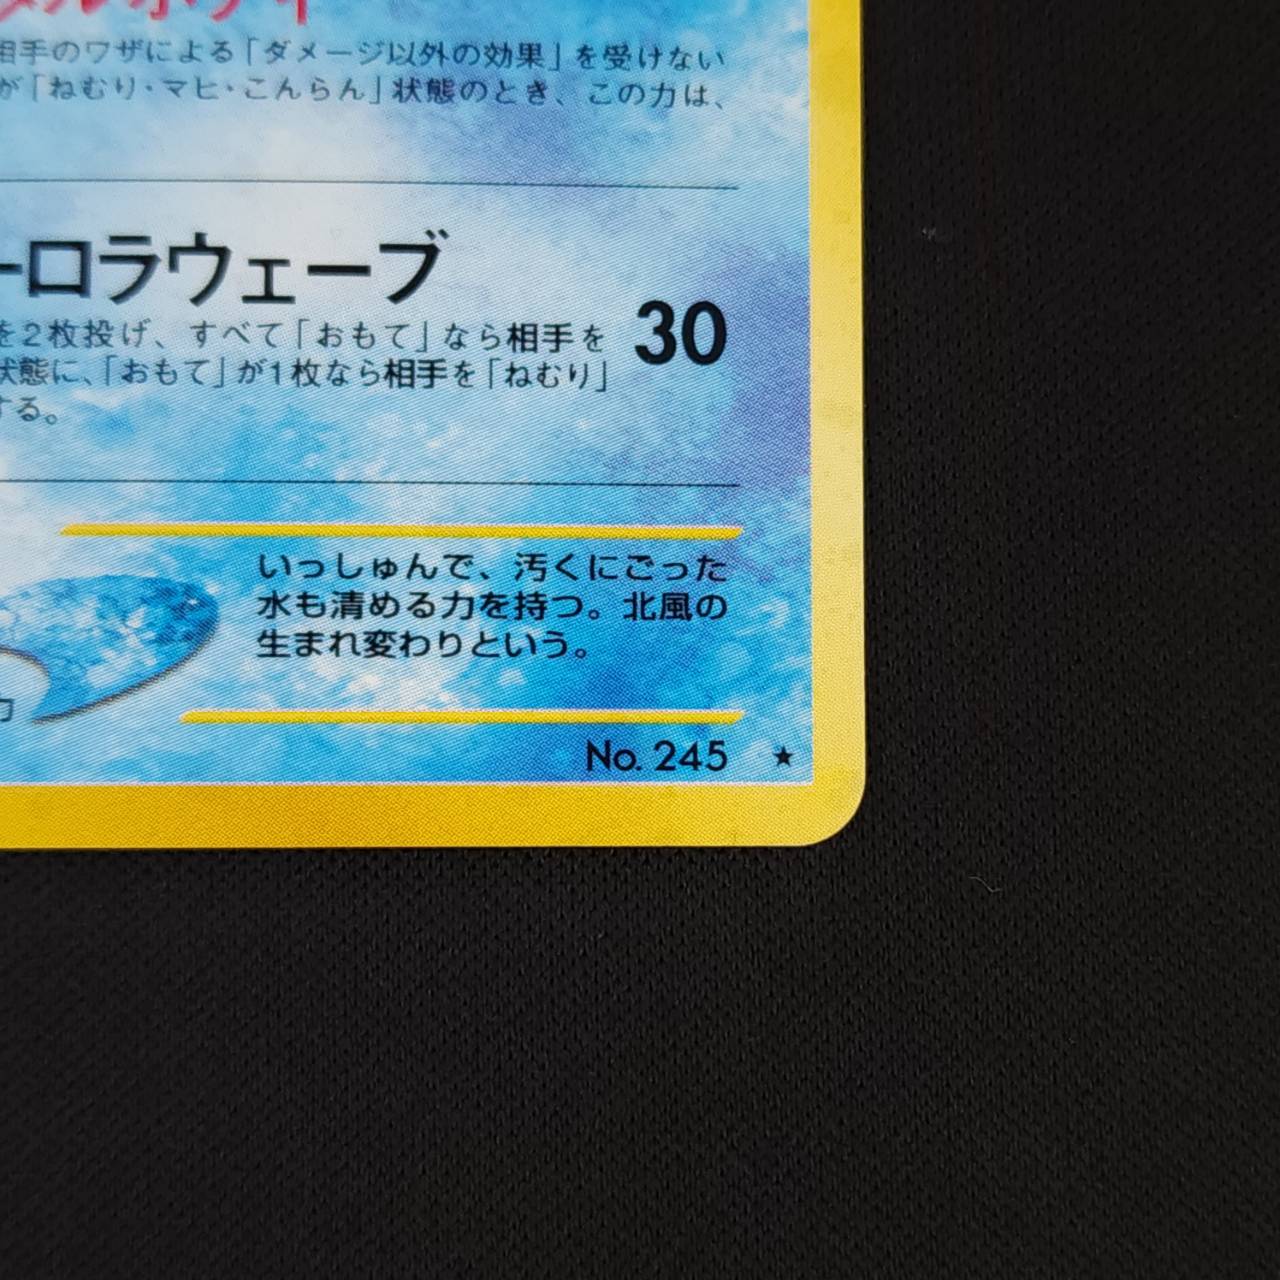 タルボディ
相手のワザによる「ダメージ以外の効果」を受けない
が「ねむり・マヒ・こんらん」状態のとき、この力は、
ーロラウェーブ
を2枚投げ、すべて「おもて」なら相手を
30
状態に、「おもて」が1枚なら相手を「ねむり」
する。
いっしゅんで、汚くにごった
水も清める力を持つ。北風の
生まれ変わりという。
力
No. 245 ★